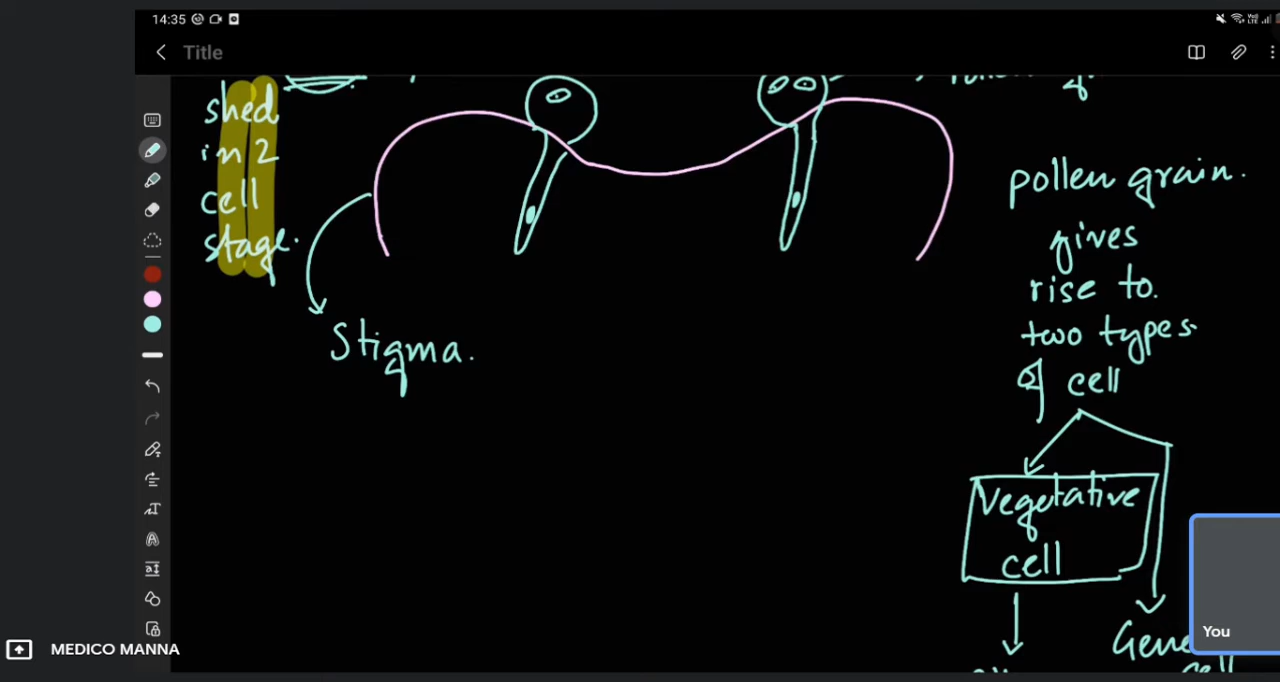 14:35
Title
shed
in 2
cell
stage.
pollen grain.
gives
rise to.
two types
of cell
Stigma.
Vegetative
cell
cell
You
MEDICO MANNA